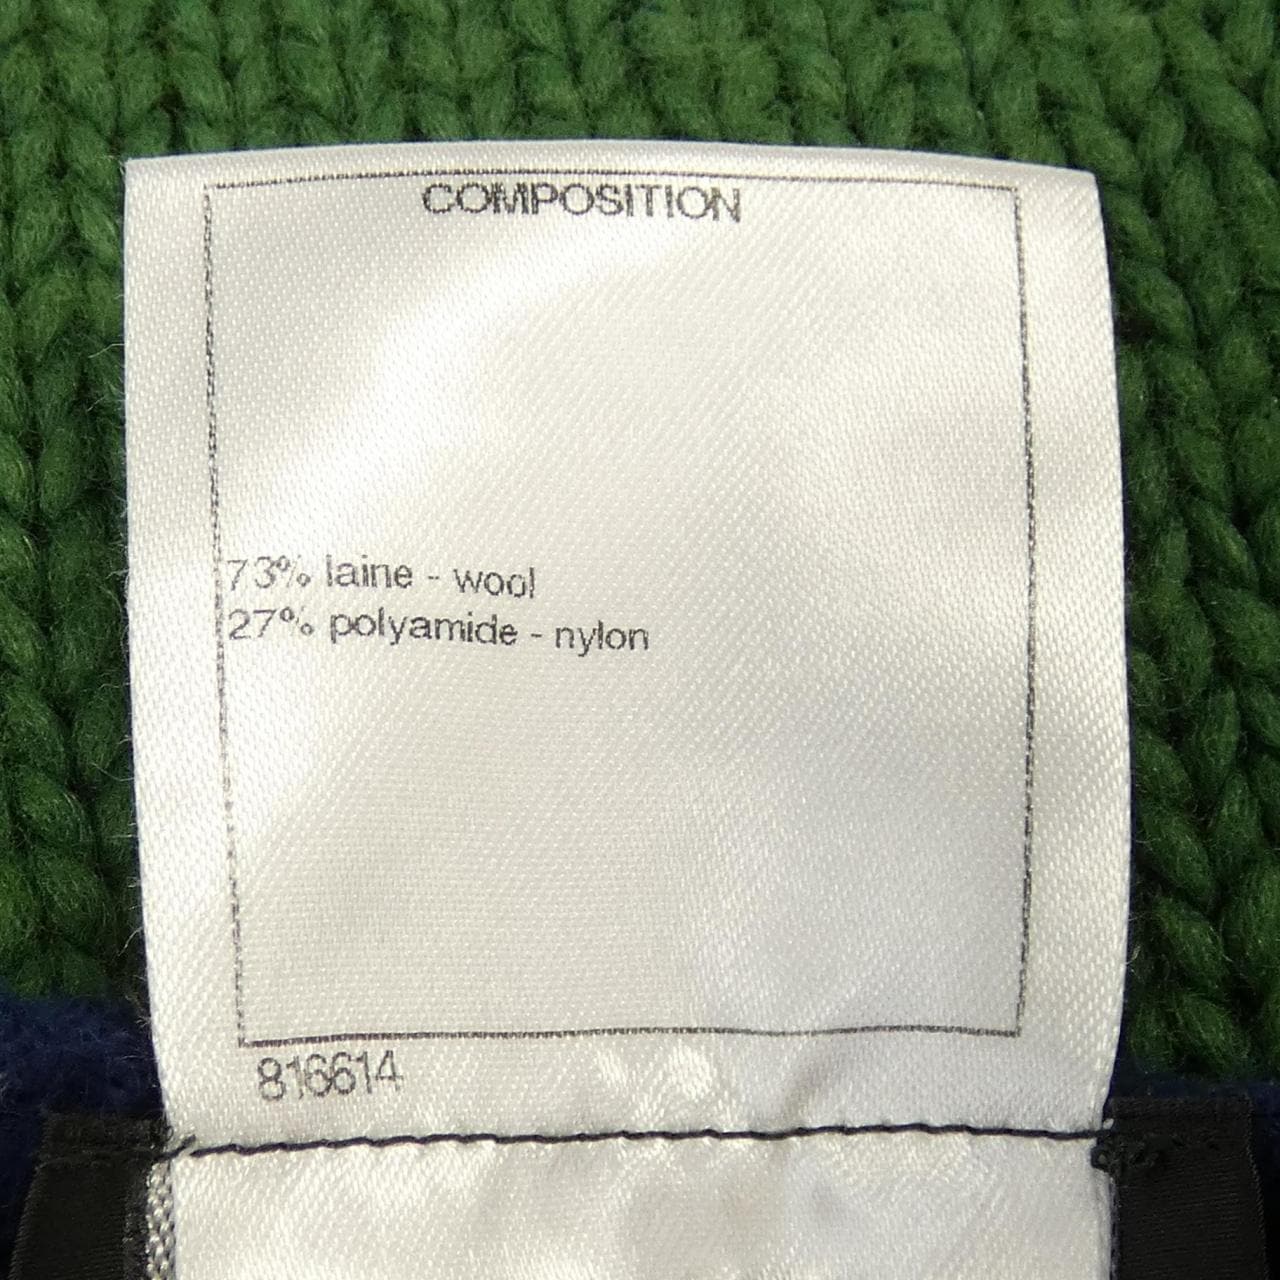 COMPOSITION
73% laine - wool
27% polyamide - nylon
816614